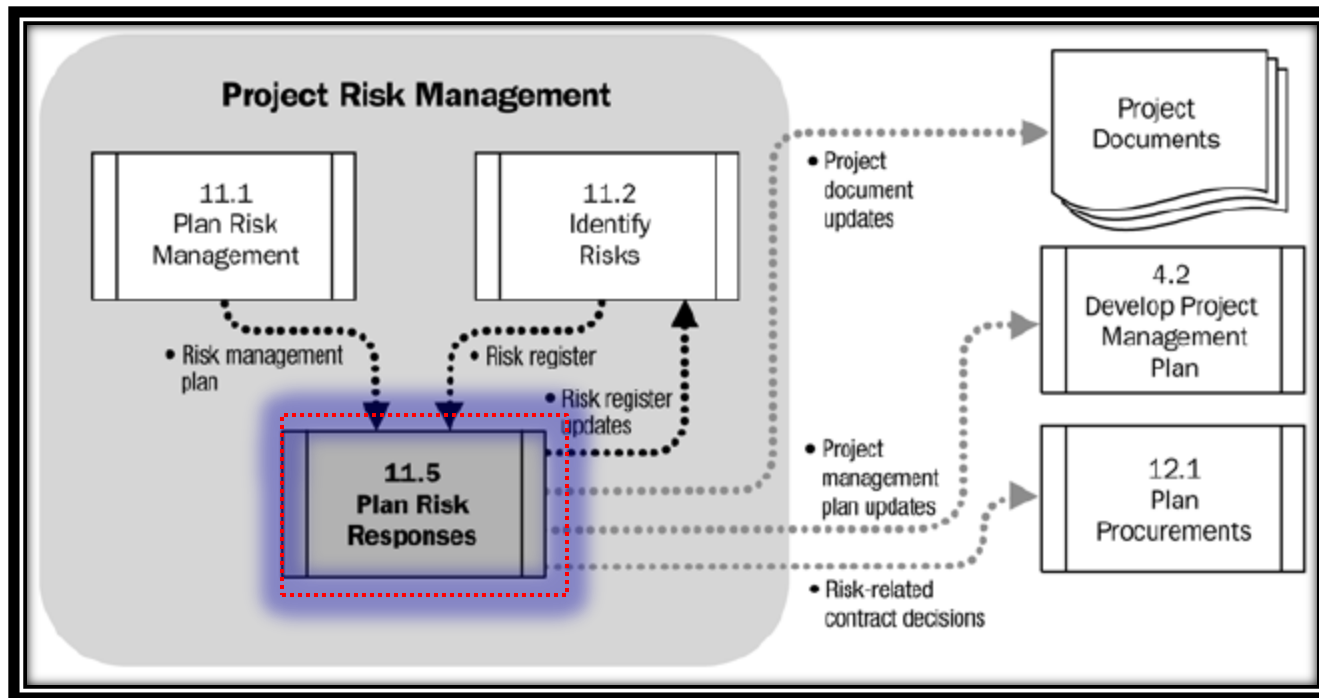 Project Risk Management
11.1
Plan Risk
Management
11.2
Identify
Risks
• Risk management
plan
• Risk register
• Risk register
updates
11.5
Plan Risk
Responses
• Project
document
updates
Project
Documents
4.2
Develop Project
Management
Plan
• Project
management
plan updates
12.1
Plan
Procurements
• Risk-related
contract decisions